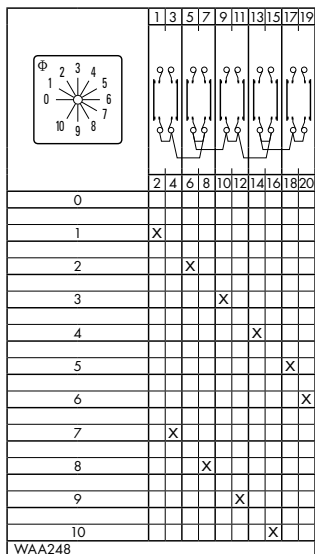 1 3 5 7 9 11 13 15 17 19
Φ
0 1 2 3 4 5 6 7 8 9 10
2 4 6 8 10 12 14 16 18 20
0
1 X
2 X
3 X
4 X
5 X
6 X
7 X
8 X
9 X
10 X
WAA248